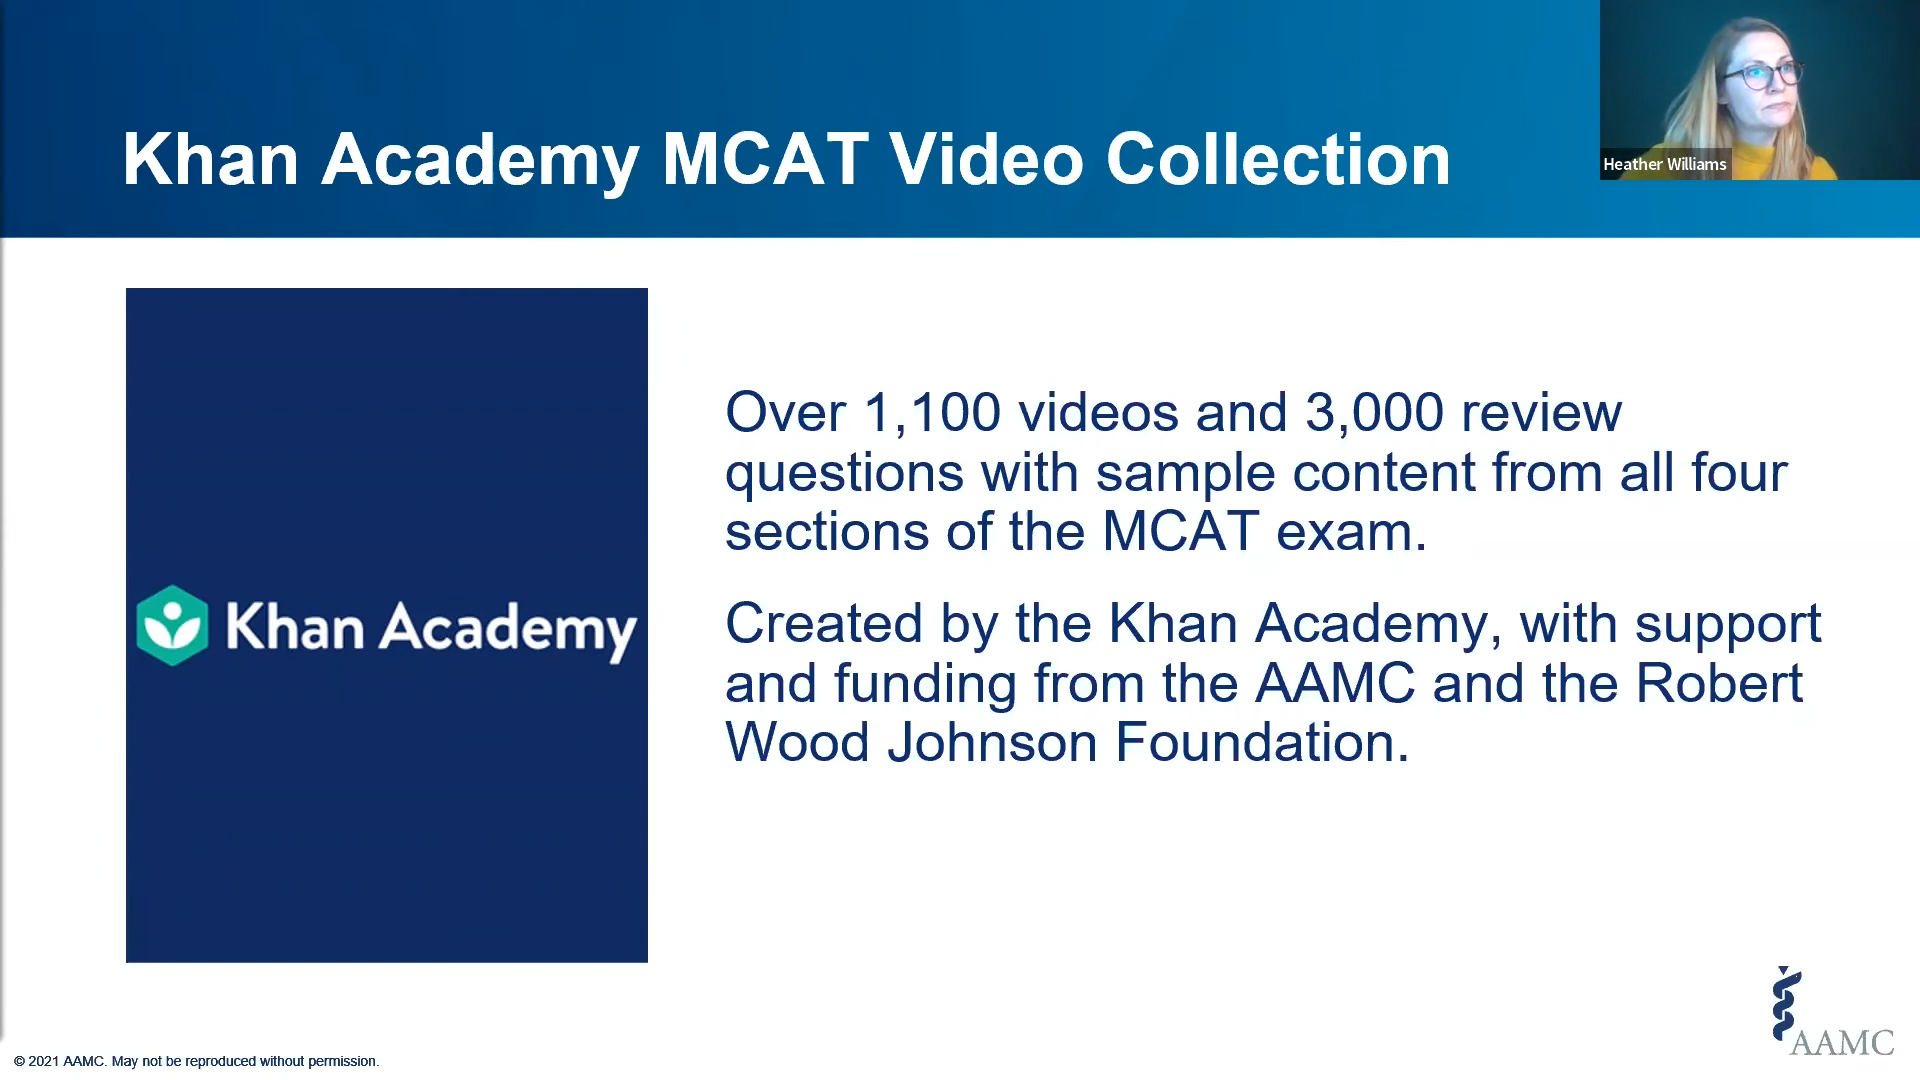 Khan Academy MCAT Video Collection
Heather Williams
Khan Academy
Over 1,100 videos and 3,000 review
questions with sample content from all four
sections of the MCAT exam.
Created by the Khan Academy, with support
and funding from the AAMC and the Robert
Wood Johnson Foundation.
AAMC
© 2021 AAMC. May not be reproduced without permission.